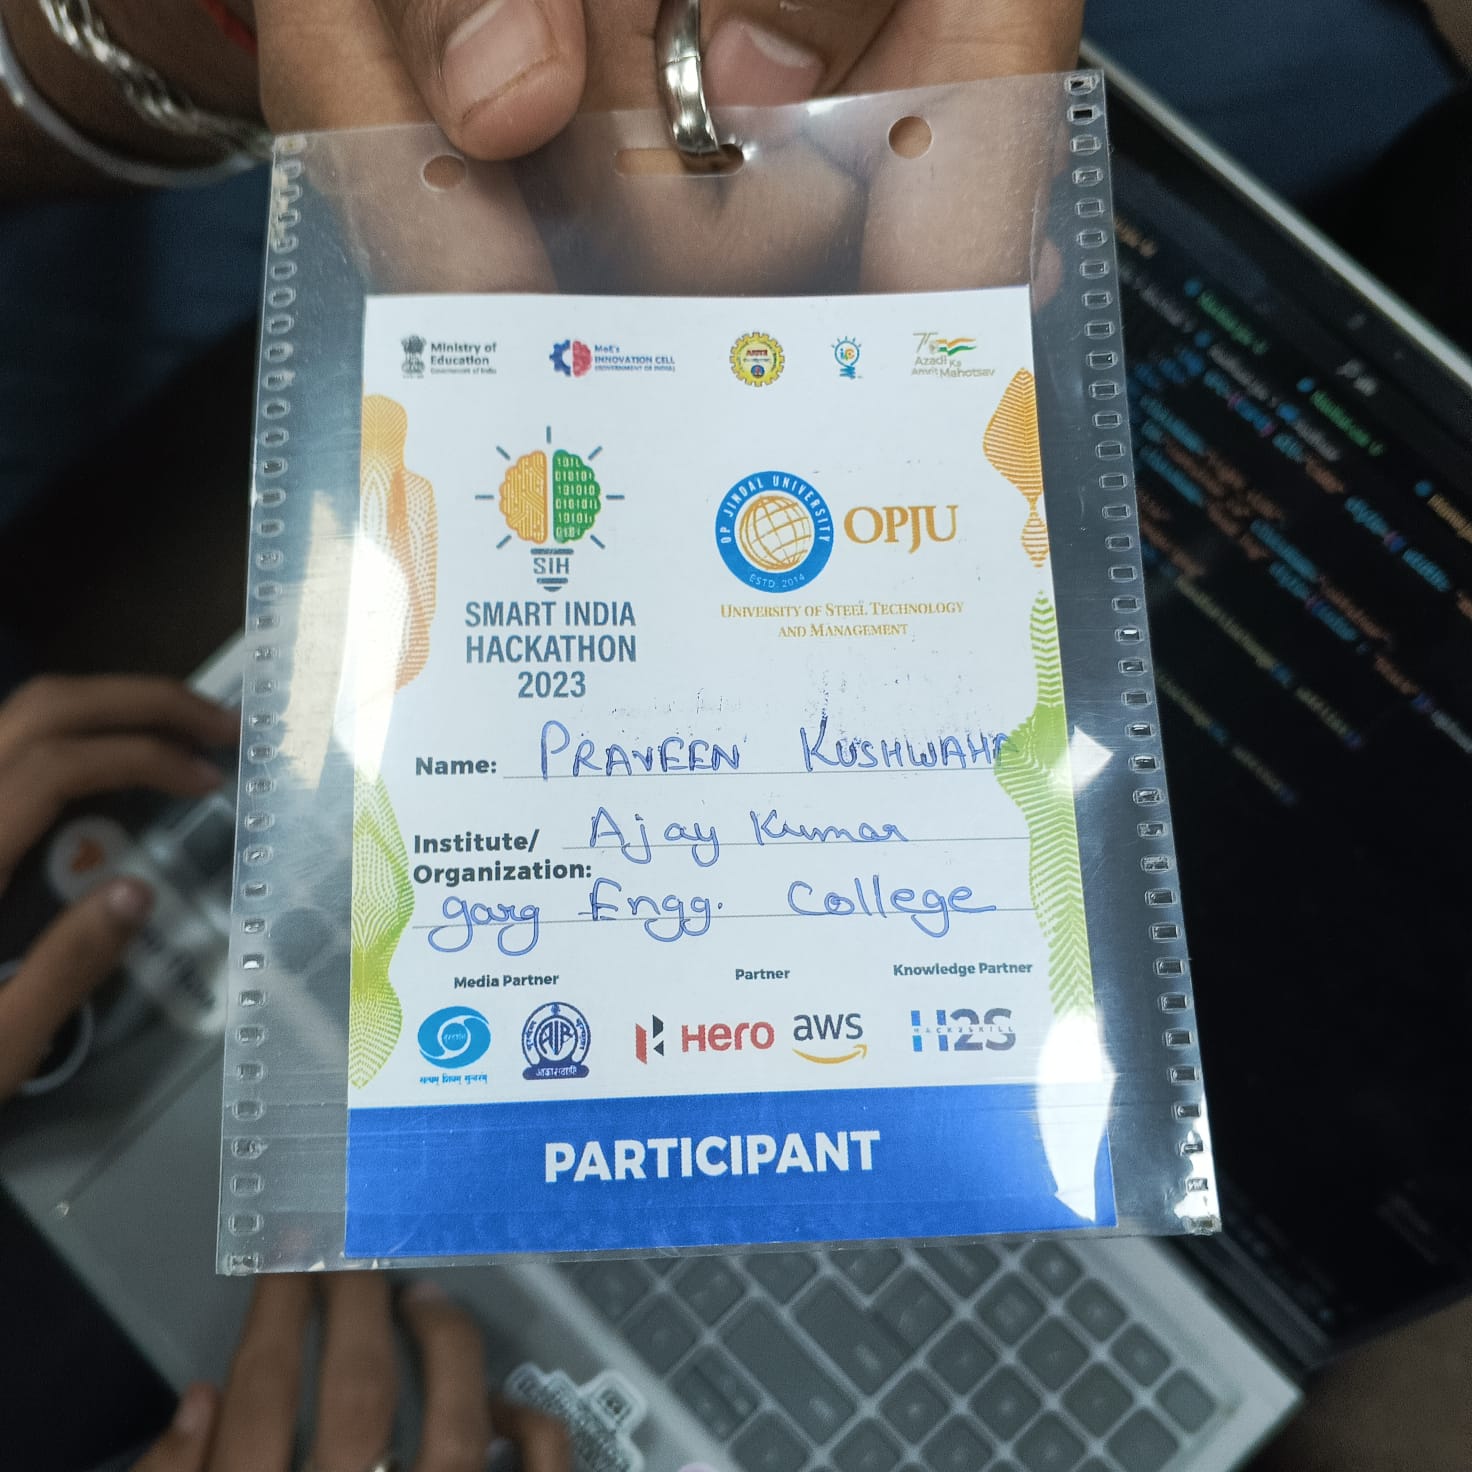 Ministry of
Education
Government of India
MoE's
INNOVATION CELL
(GOVERNMENT OF INDIA)
Azadi Ka
Amrit Mahotsav
SIH
SMART INDIA
HACKATHON
2023
OP JINDAL UNIVERSITY
ESTD. 2014
OPJU
UNIVERSITY OF STEEL TECHNOLOGY
AND MANAGEMENT
Name: PRAVEEN KUSHWAHA
Institute/ Ajay Kumar
Organization:
Garg Engg. College
Media Partner
Partner
Knowledge Partner
सत्यम् शिवम् सुन्दरम्
AIR
आकाशवाणी
Hero
aws
H2S
HACK2SKILL
PARTICIPANT